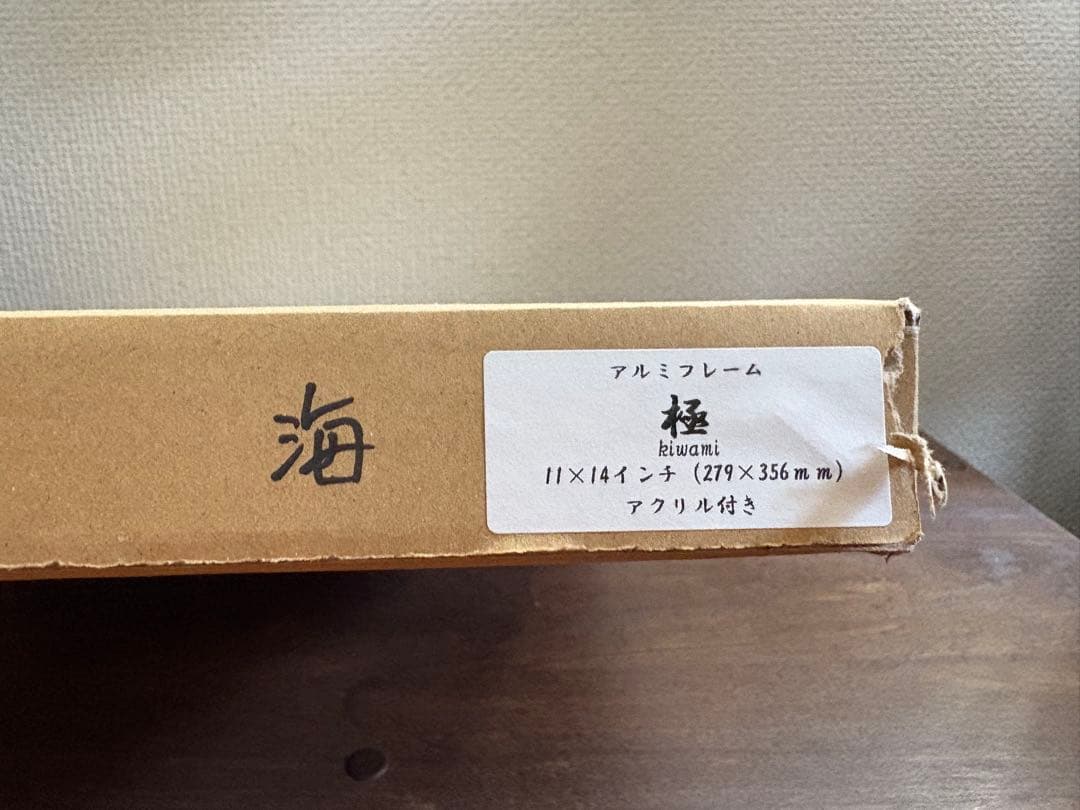 海
アルミフレーム
極
kiwami
11×14インチ（279×356mm）
アクリル付き